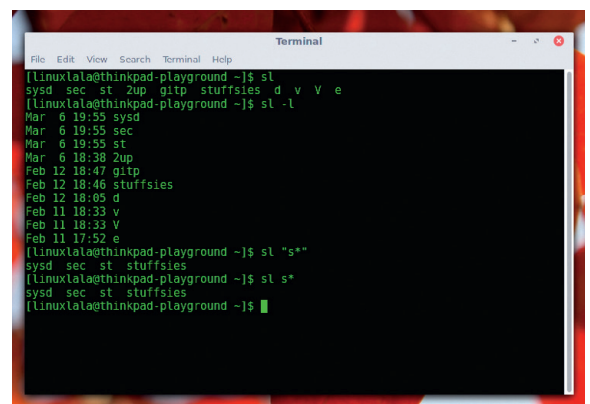 Terminal
File Edit View Search Terminal Help
[linuxlala@thinkpad-playground ~]$ sl
sysd sec st 2up gitp stuffsies d v V e
[linuxlala@thinkpad-playground ~]$ sl -l
Mar 6 19:55 sysd
Mar 6 19:55 sec
Mar 6 19:55 st
Mar 6 18:38 2up
Feb 12 18:47 gitp
Feb 12 18:46 stuffsies
Feb 12 18:05 d
Feb 11 18:33 v
Feb 11 18:33 V
Feb 11 17:52 e
[linuxlala@thinkpad-playground ~]$ sl "s*"
sysd sec st stuffsies
[linuxlala@thinkpad-playground ~]$ sl s*
sysd sec st stuffsies
[linuxlala@thinkpad-playground ~]$